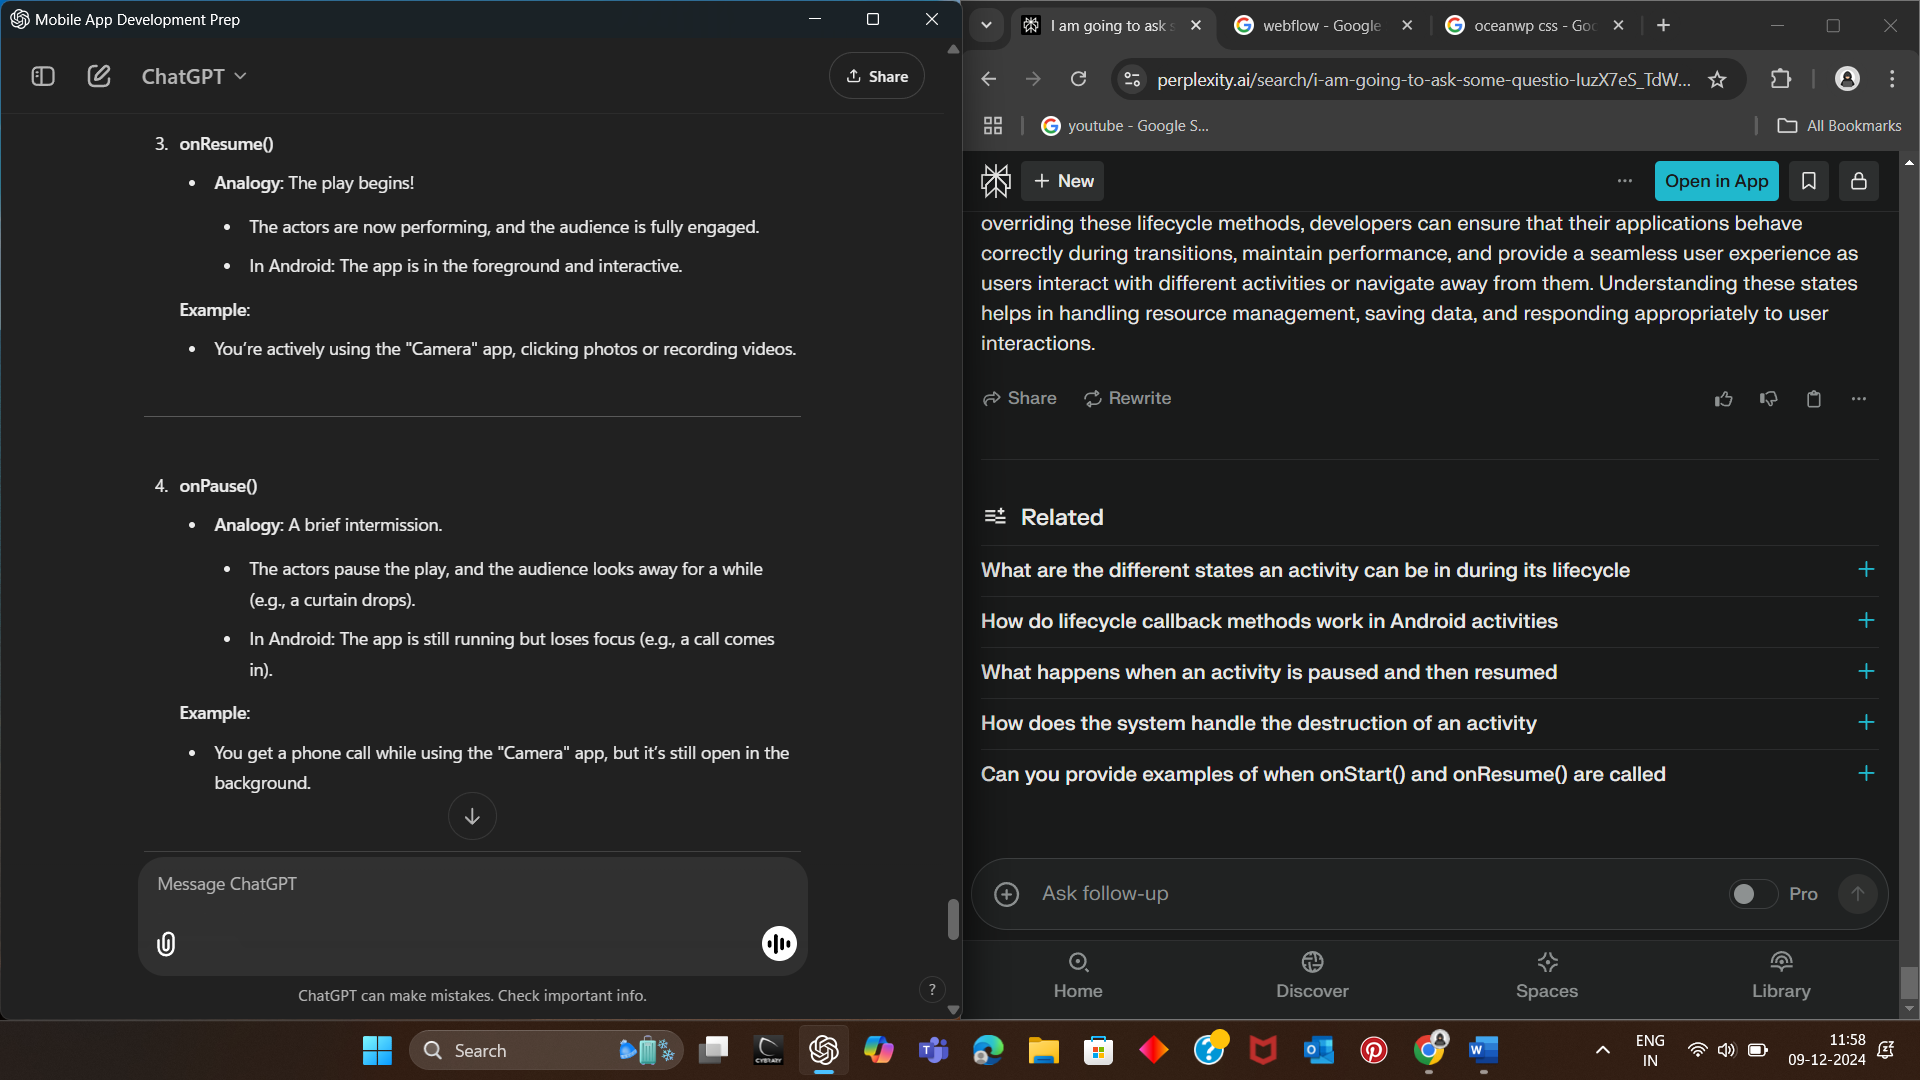 Mobile App Development Prep
ChatGPT
Share
3. onResume()
• Analogy: The play begins!
• The actors are now performing, and the audience is fully engaged.
• In Android: The app is in the foreground and interactive.
Example:
• You're actively using the "Camera" app, clicking photos or recording videos.
4. onPause()
• Analogy: A brief intermission.
• The actors pause the play, and the audience looks away for a while
(e.g., a curtain drops).
• In Android: The app is still running but loses focus (e.g., a call comes
in).
Example:
• You get a phone call while using the "Camera" app, but it's still open in the
background.
Message ChatGPT
ChatGPT can make mistakes. Check important info.
?
I am going to ask s
webflow - Google
oceanwp css - Goo
perplexity.ai/search/i-am-going-to-ask-some-questio-luzX7eS_TdW...
youtube - Google S...
All Bookmarks
New
Open in App
overriding these lifecycle methods, developers can ensure that their applications behave
correctly during transitions, maintain performance, and provide a seamless user experience as
users interact with different activities or navigate away from them. Understanding these states
helps in handling resource management, saving data, and responding appropriately to user
interactions.
Share
Rewrite
Related
What are the different states an activity can be in during its lifecycle
How do lifecycle callback methods work in Android activities
What happens when an activity is paused and then resumed
How does the system handle the destruction of an activity
Can you provide examples of when onStart() and onResume() are called
Ask follow-up
Pro
Home
Discover
Spaces
Library
Search
ENG
IN
11:58
09-12-2024